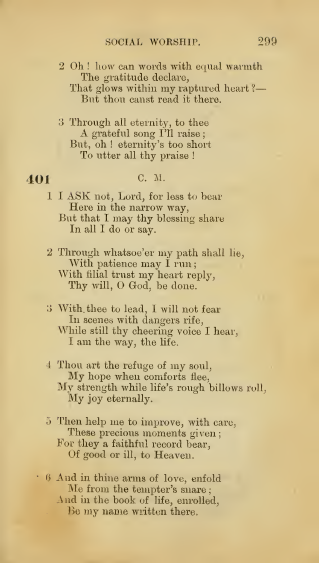 SOCIAL WORSHIP. 299
2 Oh ! how can words with equal warmth
The gratitude declare,
That glows within my raptured heart ?—
But thou canst read it there.
3 Through all eternity, to thee
A grateful song I'll raise ;
But, oh ! eternity's too short
To utter all thy praise !
401 C. M.
1 I ASK not, Lord, for less to bear
Here in the narrow way,
But that I may thy blessing share
In all I do or say.
2 Through whatsoe'er my path shall lie,
With patience may I run ;
With filial trust my heart reply,
Thy will, O God, be done.
3 With thee to lead, I will not fear
In scenes with dangers rife,
While still thy cheering voice I hear,
I am the way, the life.
4 Thou art the refuge of my soul,
My hope when comforts flee,
My strength while life's rough billows roll,
My joy eternally.
5 Then help me to improve, with care,
These precious moments given ;
For they a faithful record bear,
Of good or ill, to Heaven.
6 And in thine arms of love, enfold
Me from the tempter's snare ;
And in the book of life, enrolled,
Be my name written there.